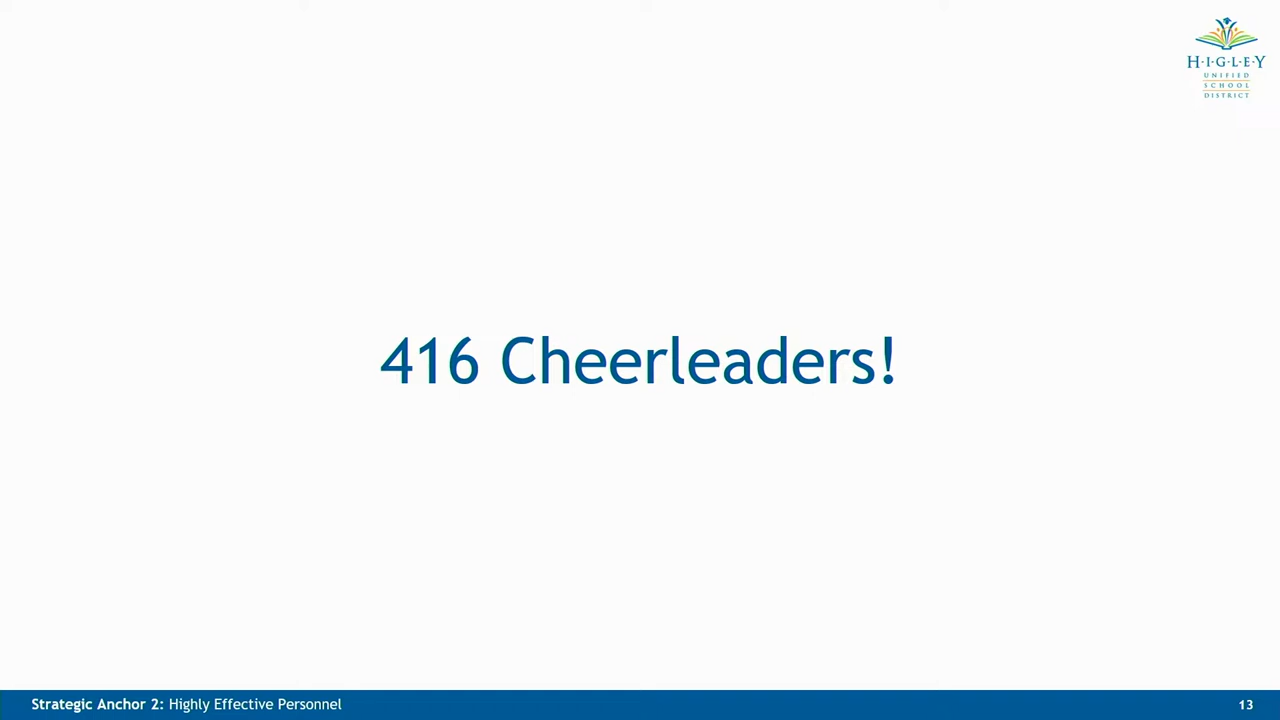 H·I·G·L·E·Y
UNIFIED
SCHOOL
DISTRICT
416 Cheerleaders!
Strategic Anchor 2: Highly Effective Personnel
13